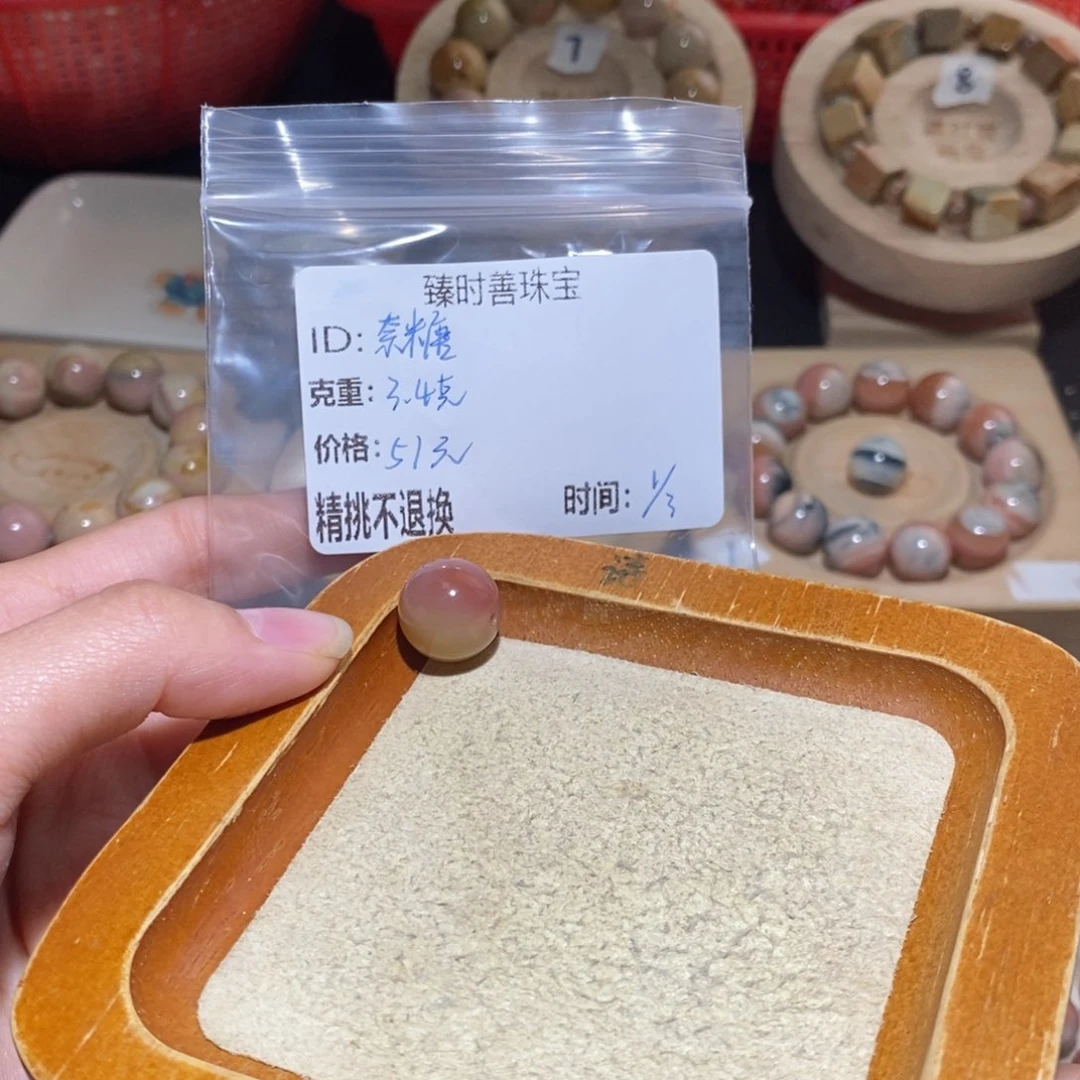 7
8
臻时善珠宝
ID: 奈糖
克重: 3.4克
价格: 51元
精挑不退换 时间: 1/3